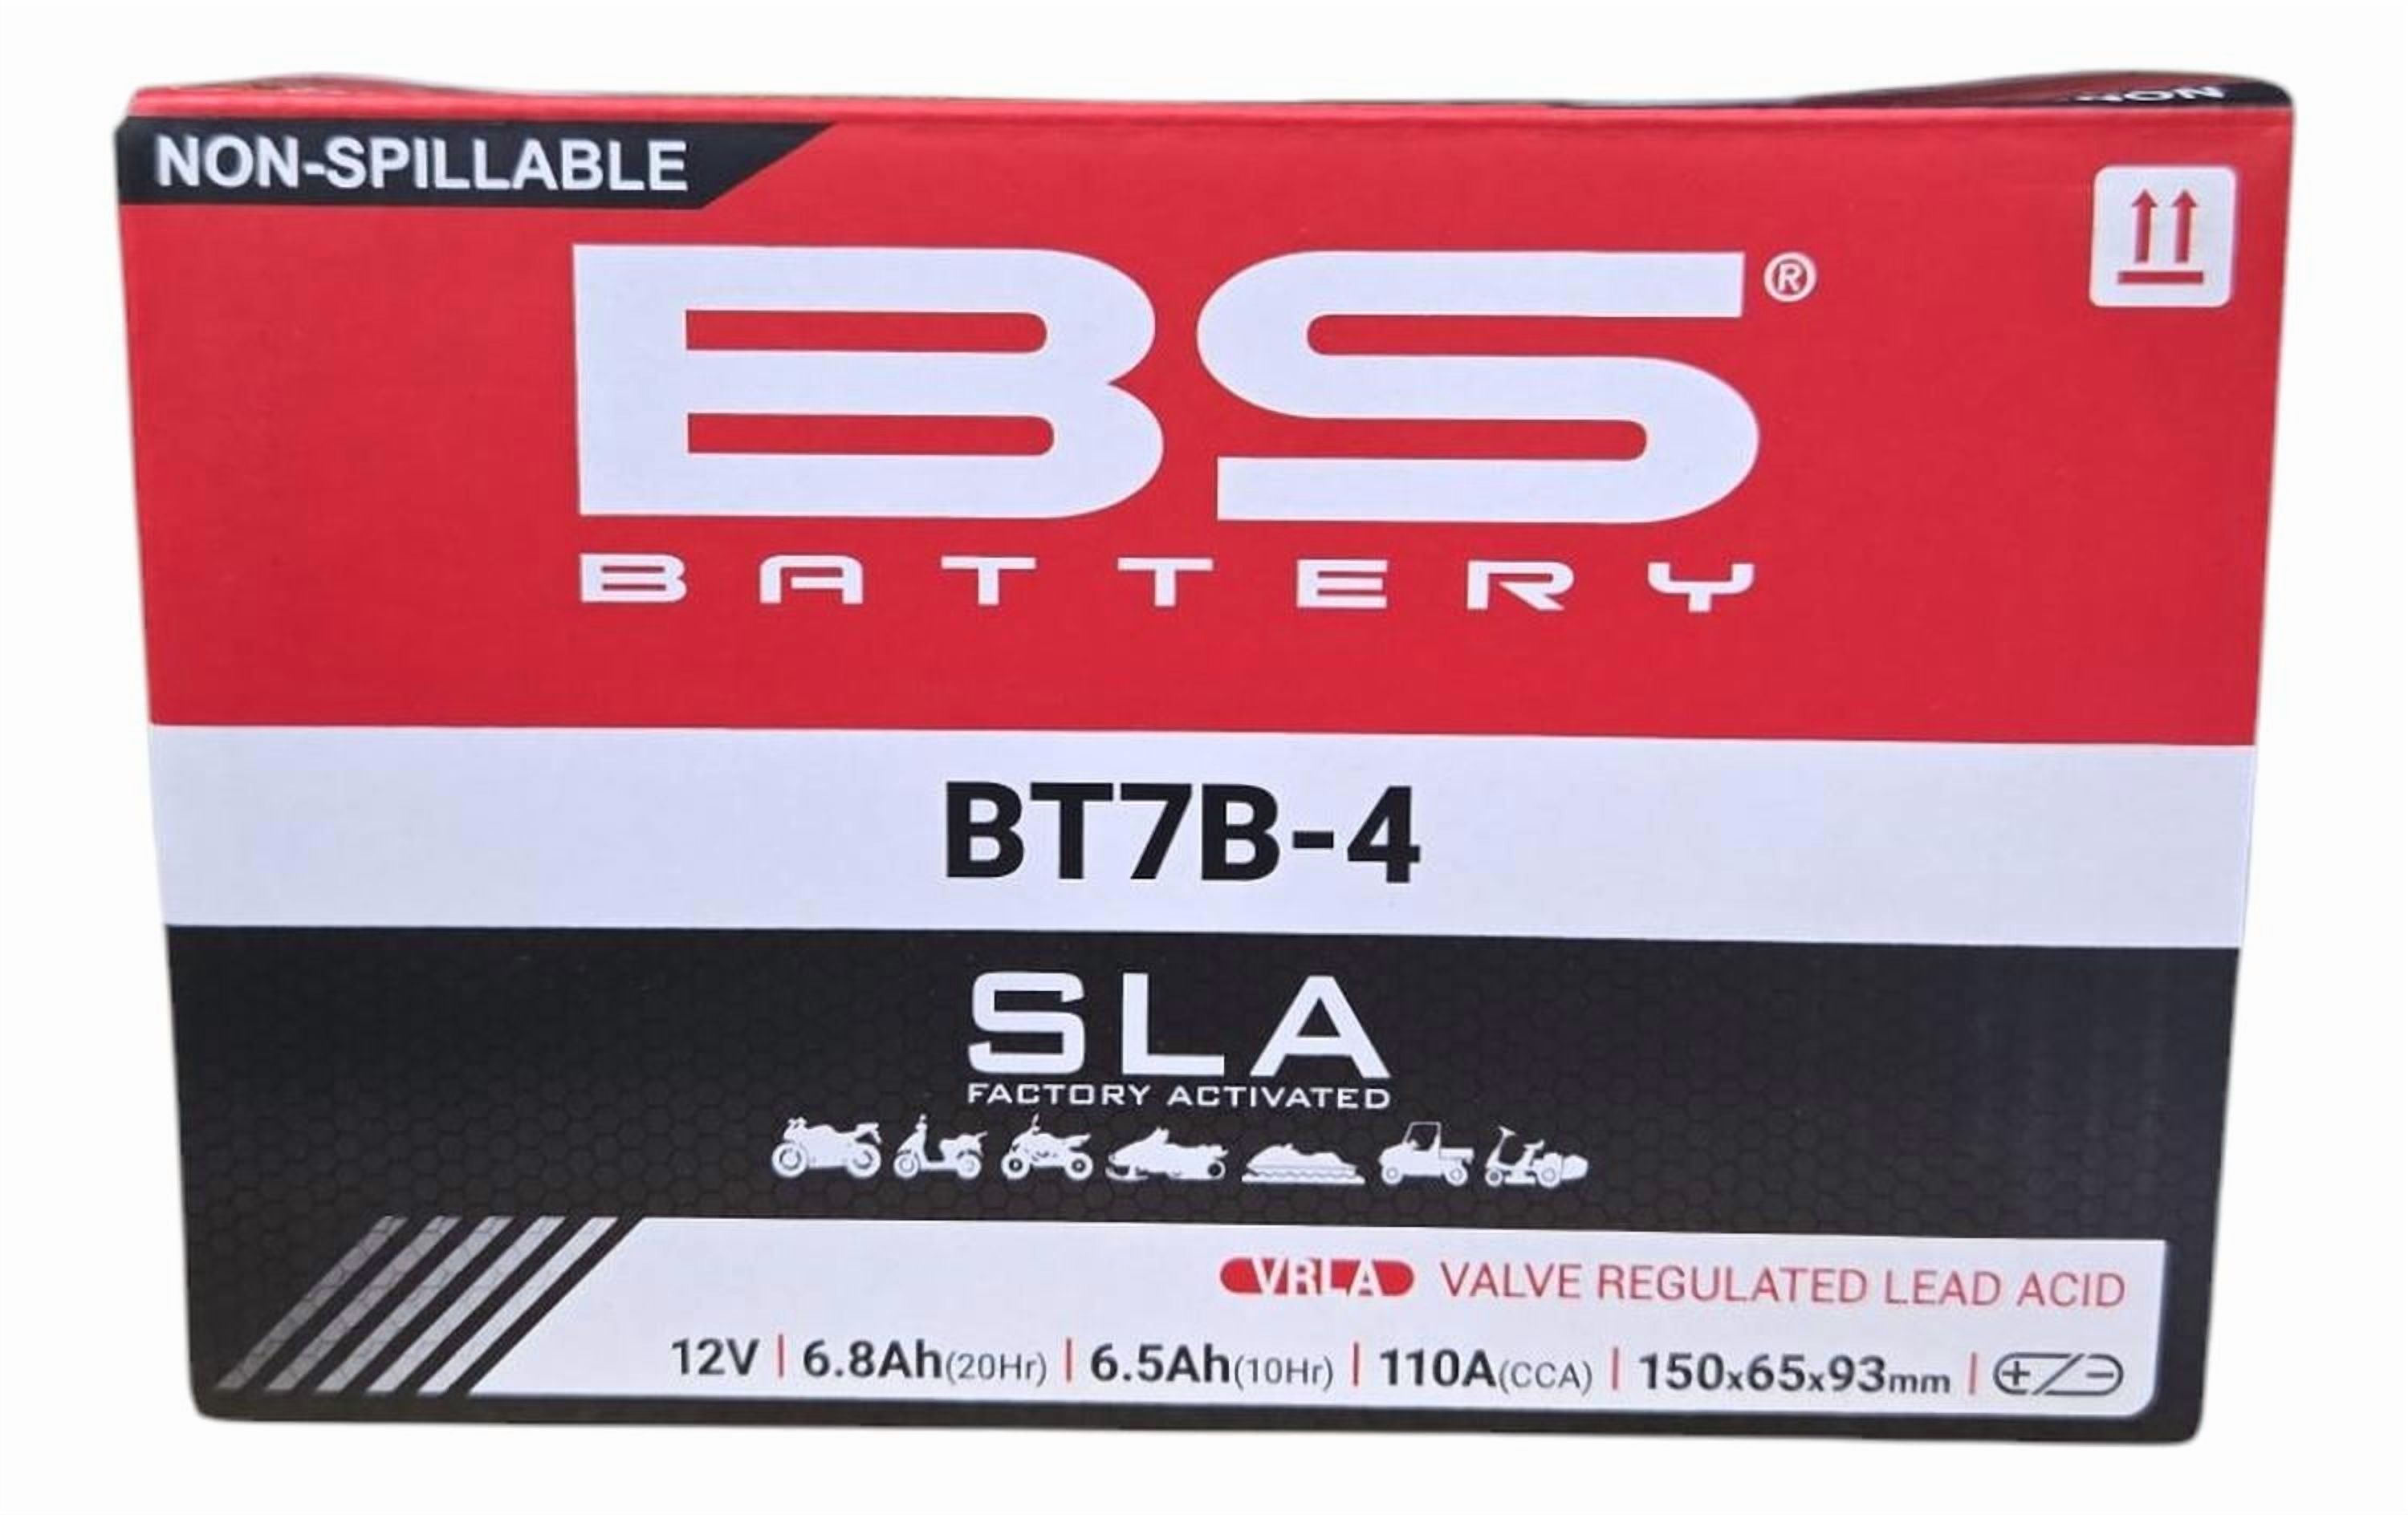 NON
NON-SPILLABLE
BS®
BATTERY
BT7B-4
SLA
FACTORY ACTIVATED
VRLA VALVE REGULATED LEAD ACID
12V | 6.8Ah(20Hr) | 6.5Ah(10Hr) | 110A(CCA) | 150x65x93mm | + -